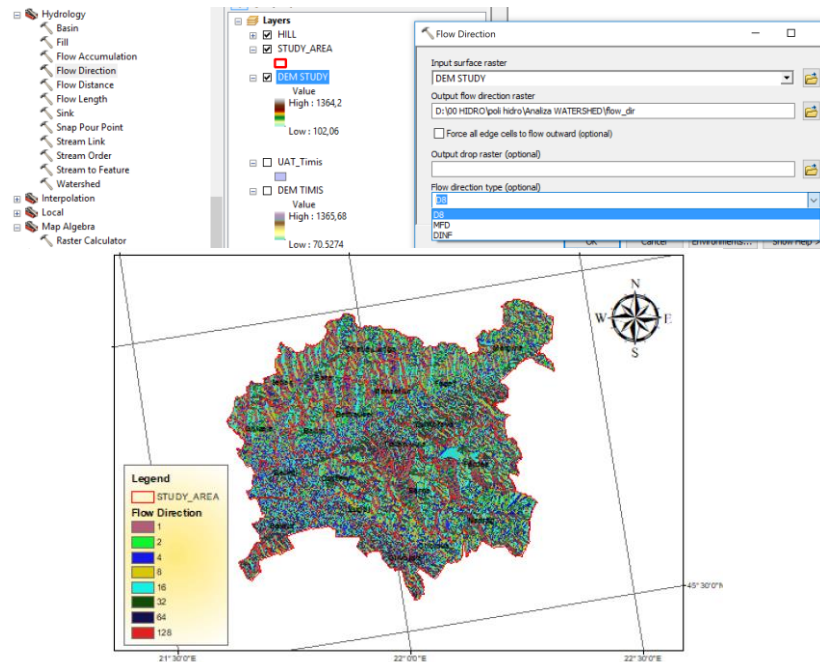 Hydrology
Basin
Fill
Flow Accumulation
Flow Direction
Flow Distance
Flow Length
Sink
Snap Pour Point
Stream Link
Stream Order
Stream to Feature
Watershed
Interpolation
Local
Map Algebra
Raster Calculator
Layers
HILL
STUDY_AREA
DEM STUDY
Value
High : 1364,2
Low : 102,06
UAT_Timis
DEM TIMIS
Value
High : 1365,68
Low : 70.5274
Flow Direction
Input surface raster
DEM STUDY
Output flow direction raster
D:\00 HIDRO\poli hidro\Analiza WATERSHED\flow_dir
Force all edge cells to flow outward (optional)
Output drop raster (optional)
Flow direction type (optional)
D8
D8
MFD
DINF
OK Cancel Environments... Show Help >
N
W E
S
Legend
STUDY_AREA
Flow Direction
1
2
4
8
16
32
64
128
45°30'0"N
21°30'0"E 22°0'0"E 22°30'0"E